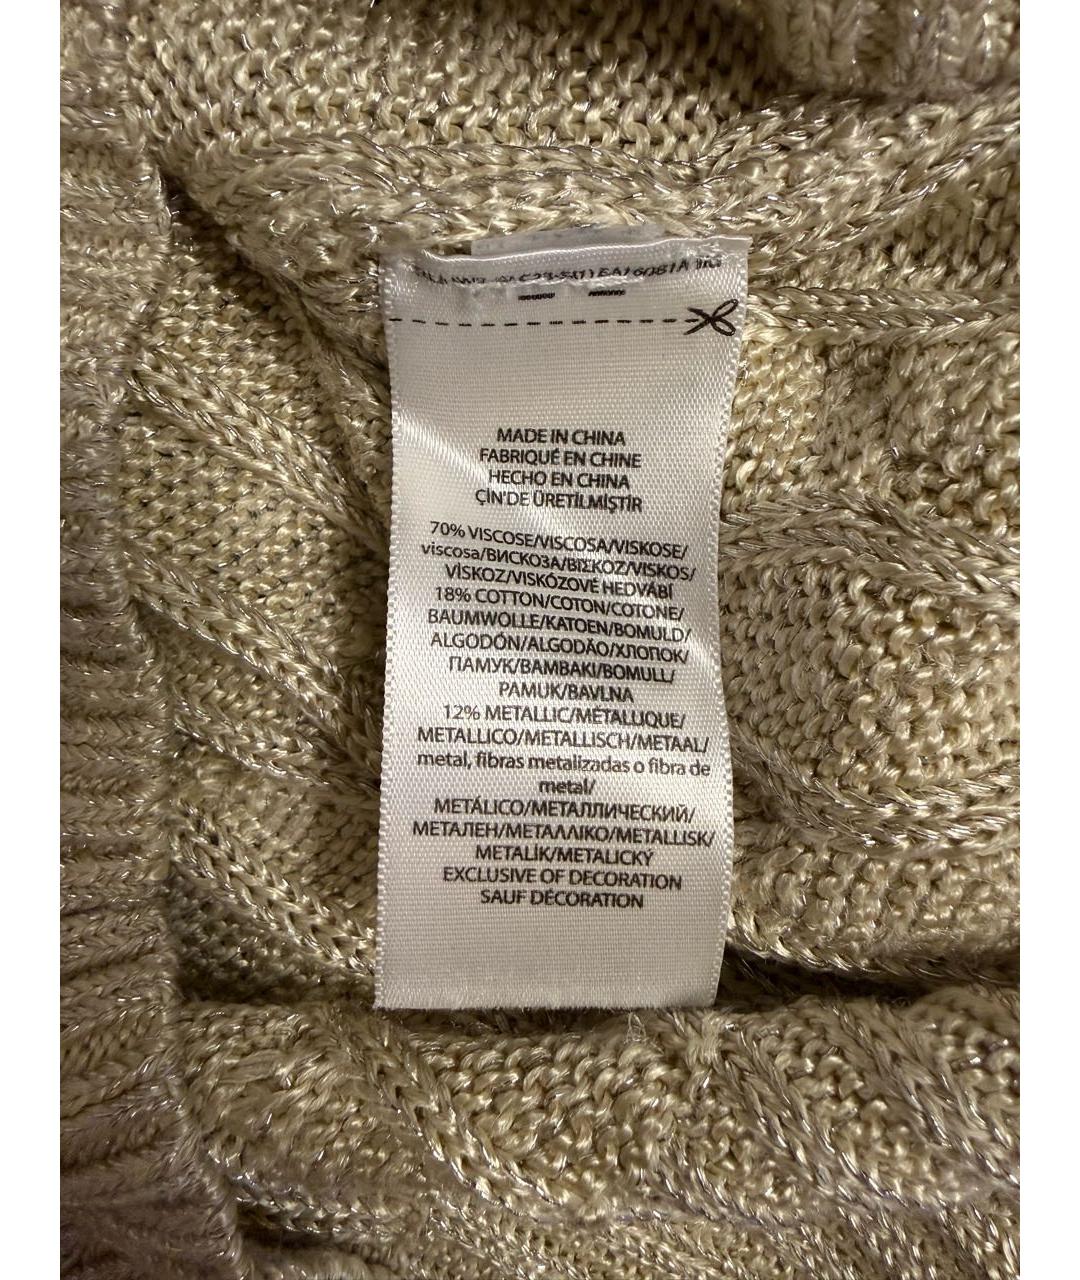 MADE IN CHINA
FABRIQUÉ EN CHINE
HECHO EN CHINA
ÇİN'DE ÜRETİLMİŞTİR
70% VISCOSE/VISCOSA/VISKOSE/
viscosa/ВИСКОЗА/ΒΙΣΚΟΖ/VISKOS/
VİSKOZ/VISKÓZOVÉ HEDVÁBÍ
18% COTTON/COTON/COTONE/
BAUMWOLLE/KATOEN/BOMULD/
ALGODÓN/ALGODÃO/ХЛОПОК/
ПАМУК/ΒΑΜΒΑΚΙ/BOMULL/
PAMUK/BAVLNA
12% METALLIC/MÉTALLIQUE/
METALLICO/METALLISCH/METAAL/
metal, fibras metalizadas o fibra de
metal/
METÁLICO/МЕТАЛЛИЧЕСКИЙ/
МЕТАЛЕН/ΜΕΤΑΛΛΙΚΟ/METALLISK/
METALİK/METALICKÝ
EXCLUSIVE OF DECORATION
SAUF DÉCORATION